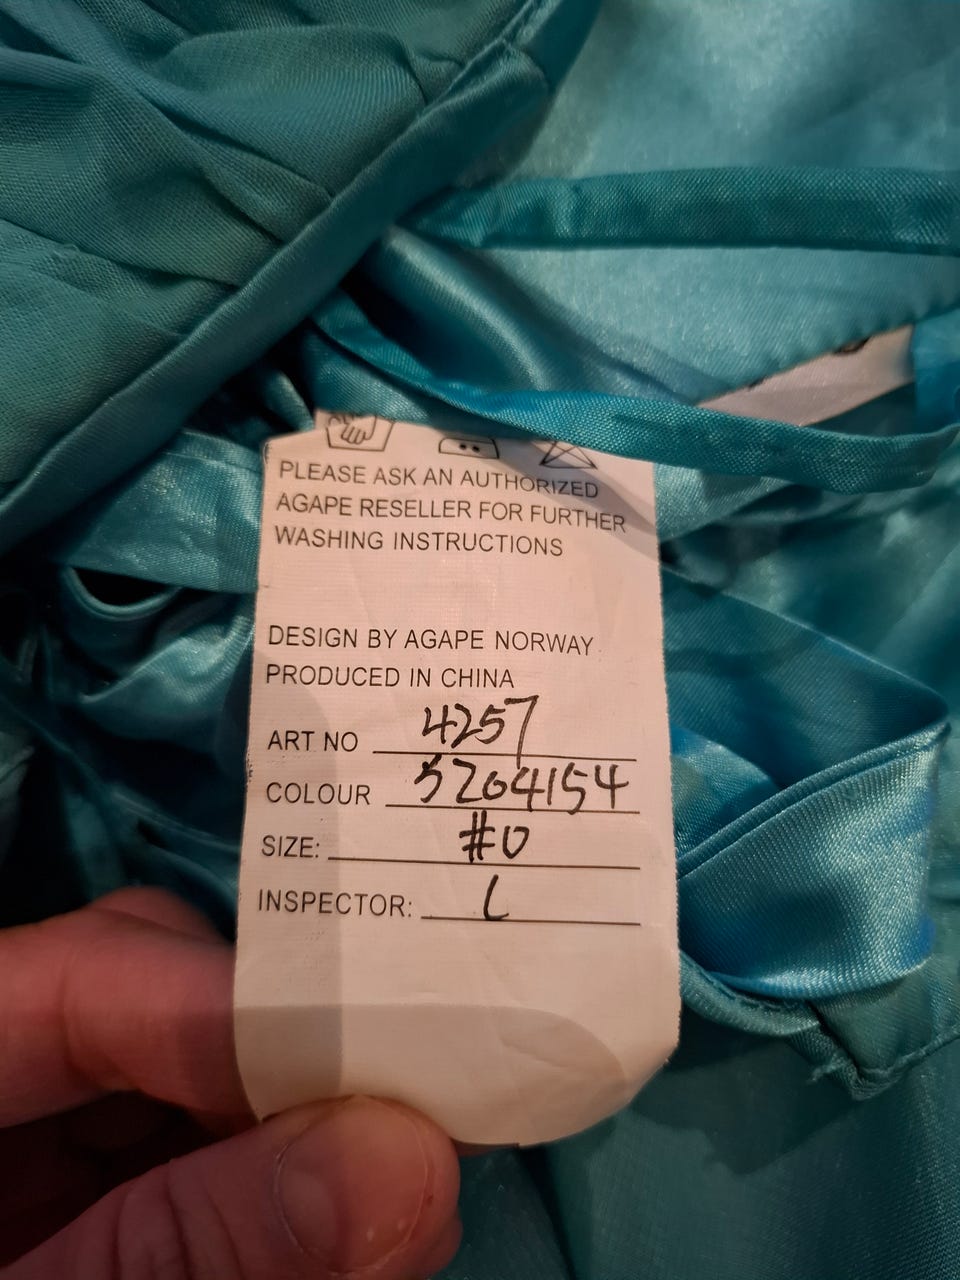 PLEASE ASK AN AUTHORIZED
AGAPE RESELLER FOR FURTHER
WASHING INSTRUCTIONS
DESIGN BY AGAPE NORWAY
PRODUCED IN CHINA
ART NO 4257
COLOUR 5204154
SIZE: #0
INSPECTOR: L